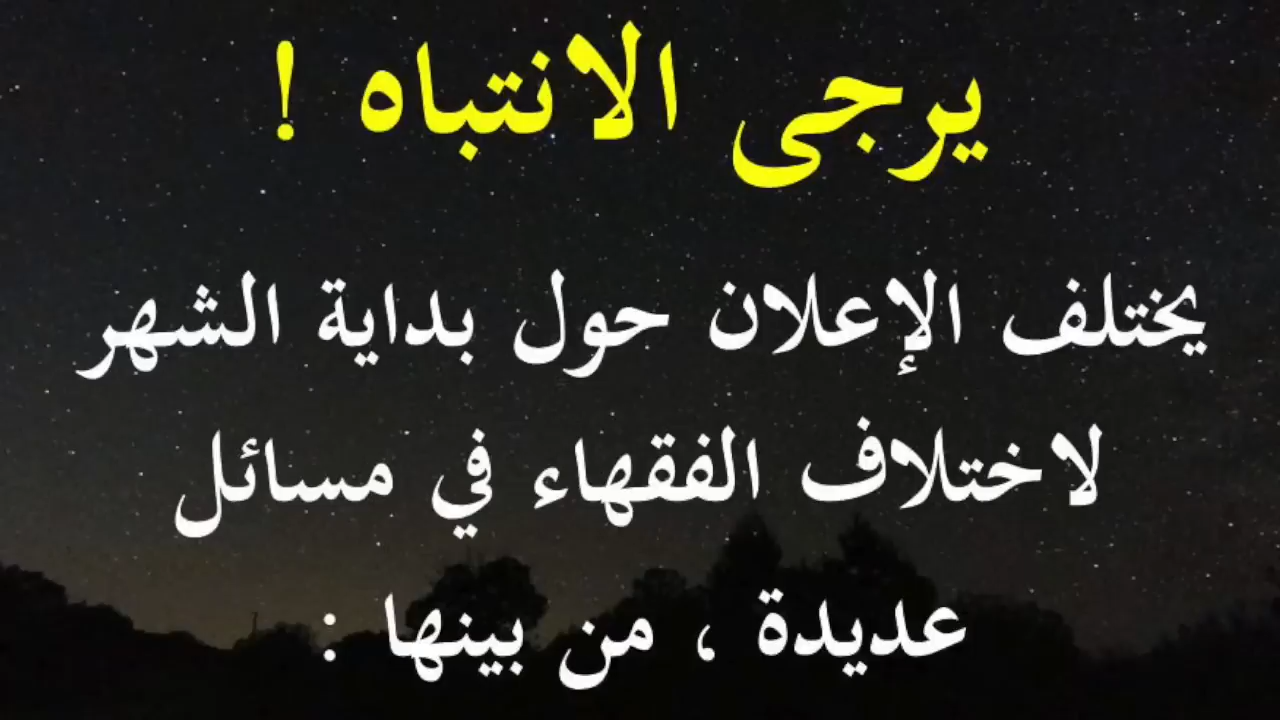 يرجى الانتباه !
يختلف الإعلان حول بداية الشهر
لاختلاف الفقهاء في مسائل
عديدة ، من بينها :